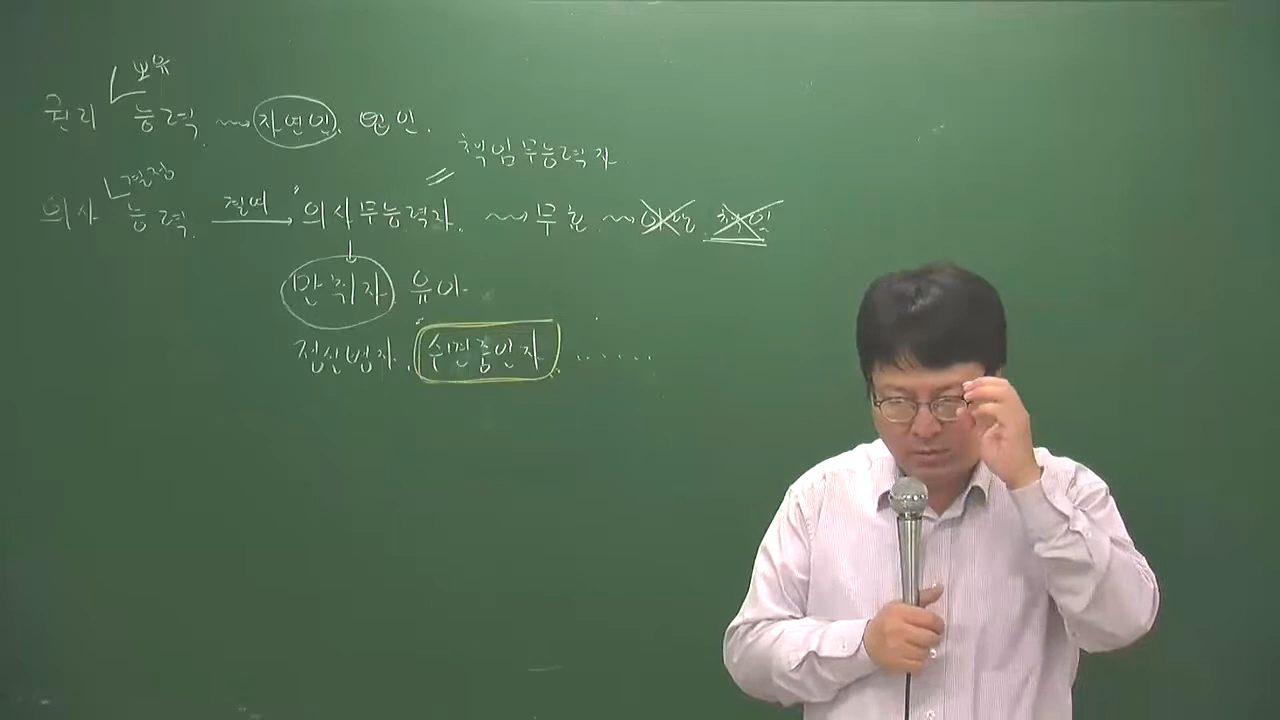 보유
권리 능력 → 자연인. 법인.
책임무능력자
결정
의사 능력. 결여 → 의사무능력자. → 무효 →
만취자 유아
정신병자. 수면중인자 ......